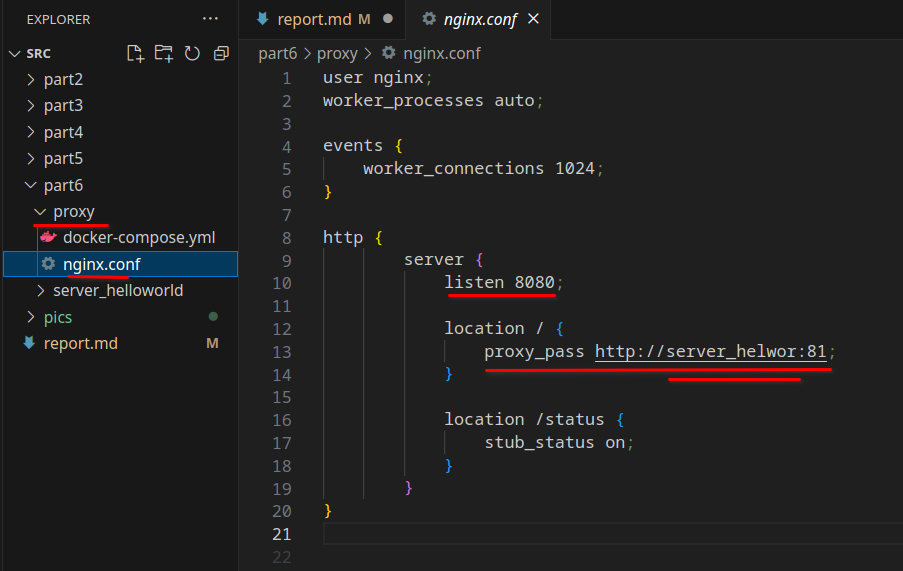 EXPLORER ...
SRC
part2
part3
part4
part5
part6
proxy
docker-compose.yml
nginx.conf
server_helloworld
pics
report.md M
report.md M
nginx.conf
part6 > proxy > nginx.conf
1 user nginx;
2 worker_processes auto;
3
4 events {
5 worker_connections 1024;
6 }
7
8 http {
9 server {
10 listen 8080;
11
12 location / {
13 proxy_pass http://server_helwor:81;
14 }
15
16 location /status {
17 stub_status on;
18 }
19 }
20 }
21
22